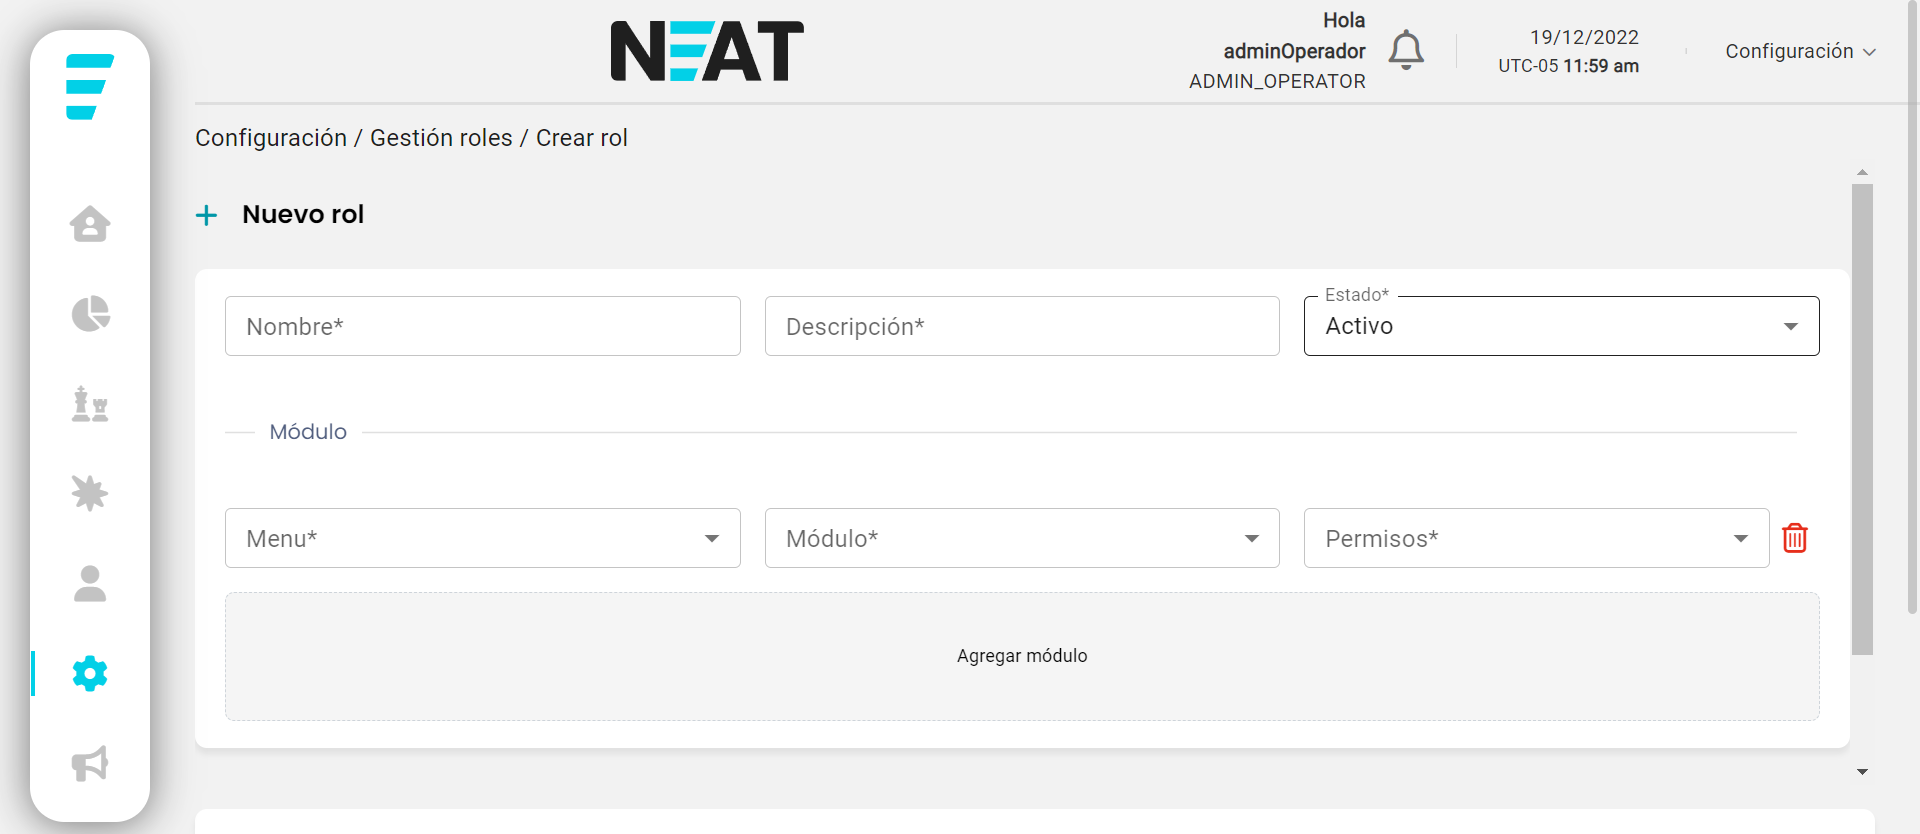 NEAT
Hola
adminOperador
ADMIN_OPERATOR
19/12/2022
UTC-05 11:59 am
Configuración
Configuración / Gestión roles / Crear rol
Nuevo rol
Nombre*
Descripción*
Estado*
Activo
Módulo
Menu*
Módulo*
Permisos*
Agregar módulo